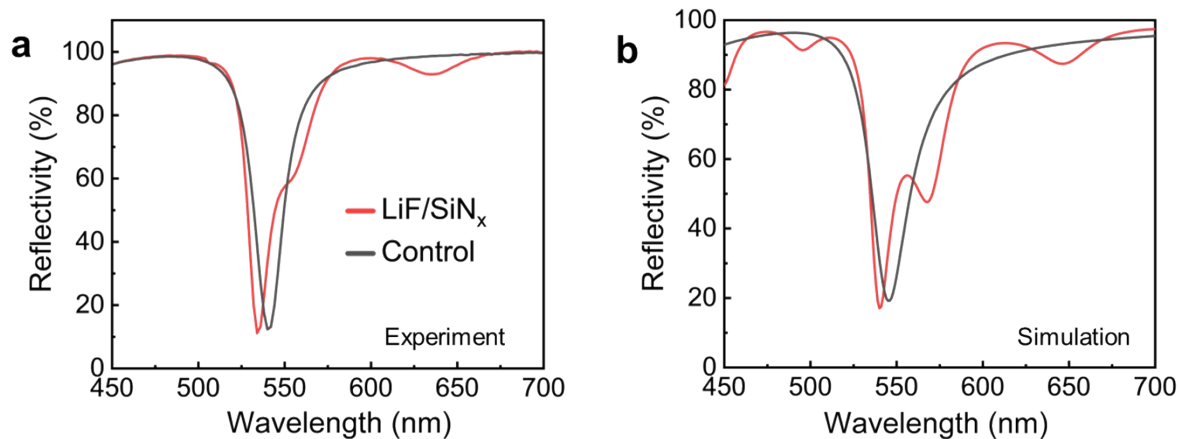 a
Reflectivity (%)
100
80
60
40
20
0
LiF/SiNx
Control
Experiment
450 500 550 600 650 700
Wavelength (nm)
b
Reflectivity (%)
100
80
60
40
20
0
Simulation
450 500 550 600 650 700
Wavelength (nm)